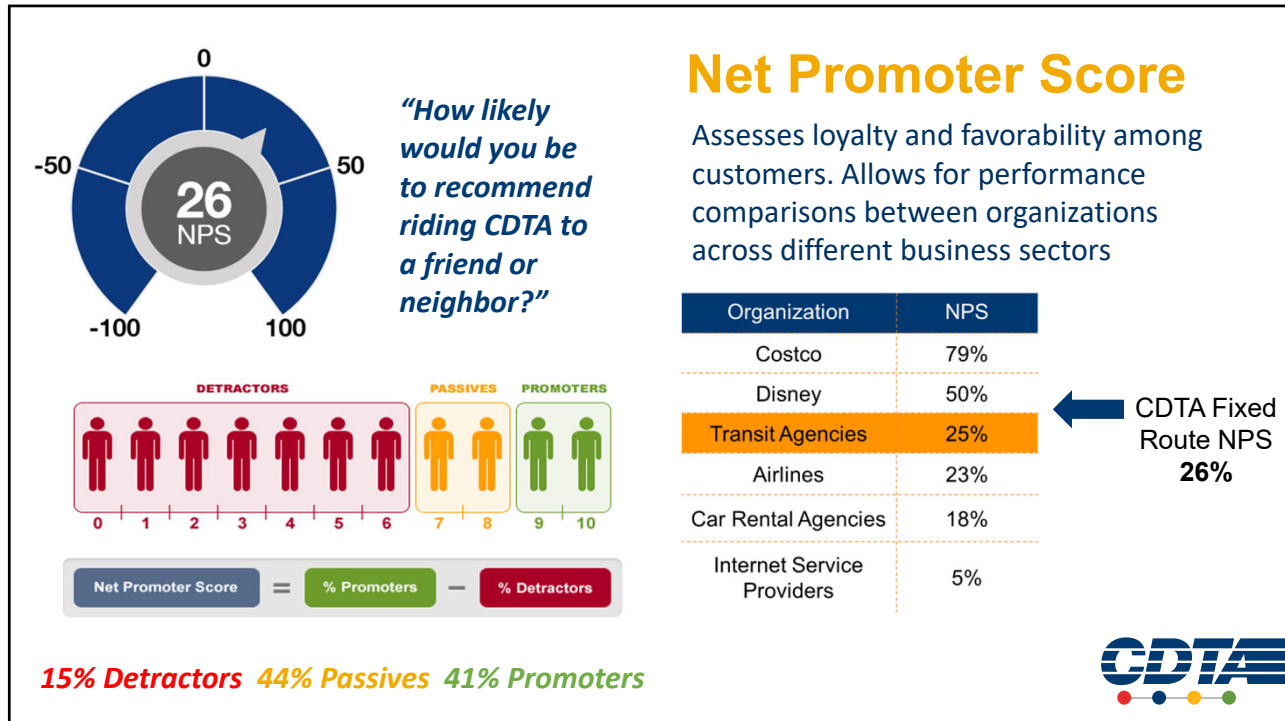 0
-50
50
26
NPS
-100
100
“How likely
would you be
to recommend
riding CDTA to
a friend or
neighbor?”
Net Promoter Score
Assesses loyalty and favorability among
customers. Allows for performance
comparisons between organizations
across different business sectors
DETRACTORS PASSIVES PROMOTERS
0 1 2 3 4 5 6 7 8 9 10
Net Promoter Score = % Promoters – % Detractors
15% Detractors 44% Passives 41% Promoters
Organization NPS
Costco 79%
Disney 50%
Transit Agencies 25%
Airlines 23%
Car Rental Agencies 18%
Internet Service
Providers 5%
CDTA Fixed
Route NPS
26%
CDTA